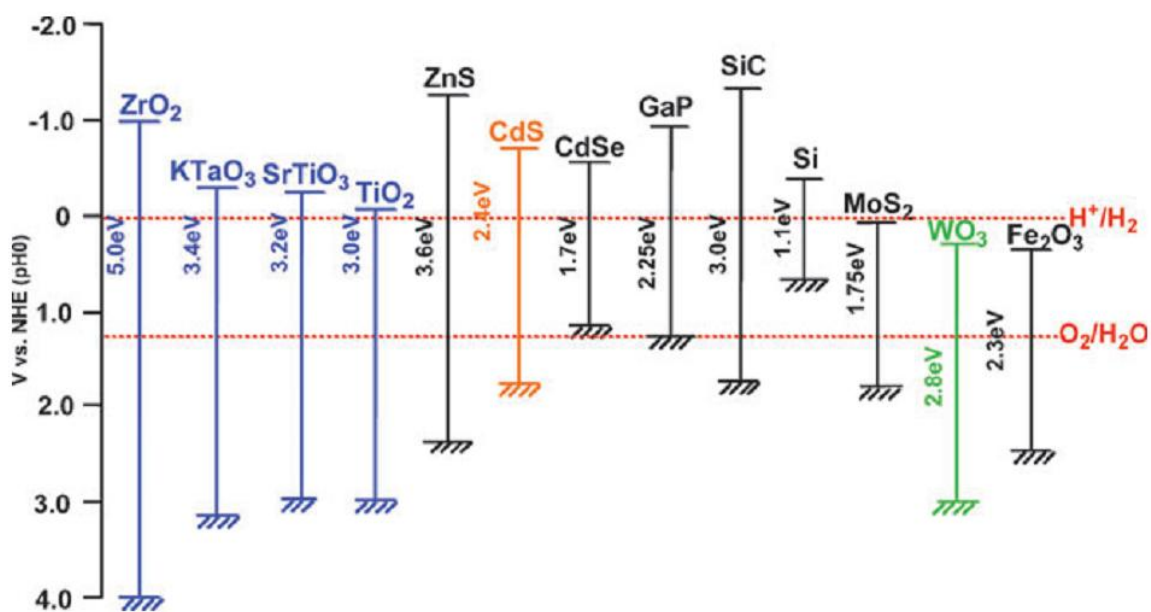 -2.0
-1.0
0
1.0
2.0
3.0
4.0
V vs. NHE (pH0)
ZrO₂
5.0eV
KTaO₃
3.4eV
SrTiO₃
3.2eV
TiO₂
3.0eV
ZnS
3.6eV
CdS
2.4eV
CdSe
1.7eV
GaP
2.25eV
SiC
3.0eV
Si
1.1eV
MoS₂
1.75eV
WO₃
2.8eV
Fe₂O₃
2.3eV
H⁺/H₂
O₂/H₂O